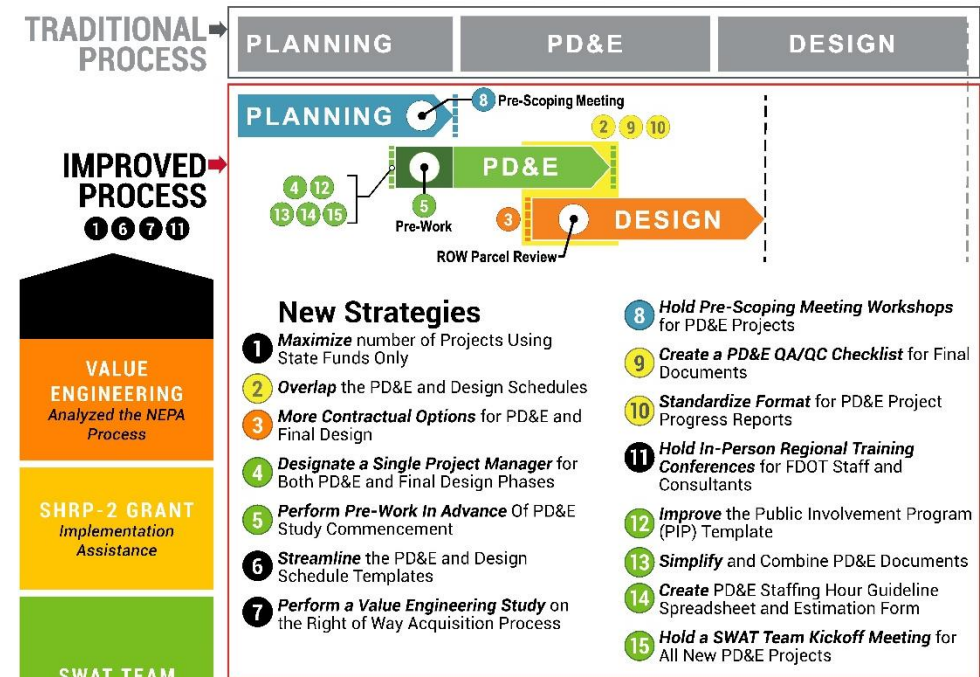 TRADITIONAL
PROCESS
PLANNING
PD&E
DESIGN
PLANNING
8 Pre-Scoping Meeting
2 9 10
IMPROVED
PROCESS
1 6 7 11
4 12
13 14 15
PD&E
5
Pre-Work
3
DESIGN
ROW Parcel Review
VALUE
ENGINEERING
Analyzed the NEPA
Process
SHRP-2 GRANT
Implementation
Assistance
SWAT TEAM
New Strategies
1 Maximize number of Projects Using
State Funds Only
2 Overlap the PD&E and Design Schedules
3 More Contractual Options for PD&E and
Final Design
4 Designate a Single Project Manager for
Both PD&E and Final Design Phases
5 Perform Pre-Work In Advance Of PD&E
Study Commencement
6 Streamline the PD&E and Design
Schedule Templates
7 Perform a Value Engineering Study on
the Right of Way Acquisition Process
8 Hold Pre-Scoping Meeting Workshops
for PD&E Projects
9 Create a PD&E QA/QC Checklist for Final
Documents
10 Standardize Format for PD&E Project
Progress Reports
11 Hold In-Person Regional Training
Conferences for FDOT Staff and
Consultants
12 Improve the Public Involvement Program
(PIP) Template
13 Simplify and Combine PD&E Documents
14 Create PD&E Staffing Hour Guideline
Spreadsheet and Estimation Form
15 Hold a SWAT Team Kickoff Meeting for
All New PD&E Projects